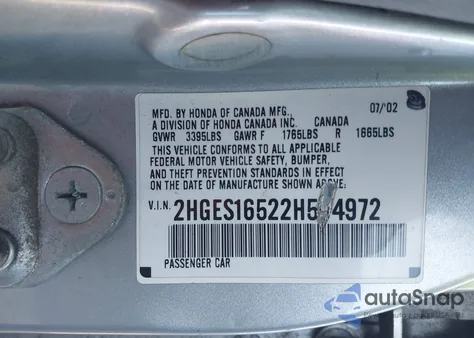 MFD. BY HONDA OF CANADA MFG., 07/02
A DIVISION OF HONDA CANADA INC. CANADA
GVWR 3395LBS GAWR F 1765LBS R 1665LBS
THIS VEHICLE CONFORMS TO ALL APPLICABLE
FEDERAL MOTOR VEHICLE SAFETY, BUMPER,
AND THEFT PREVENTION STANDARDS IN EFFECT
ON THE DATE OF MANUFACTURE SHOWN ABOVE:
V.I.N.
PASSENGER CAR
autoSnap